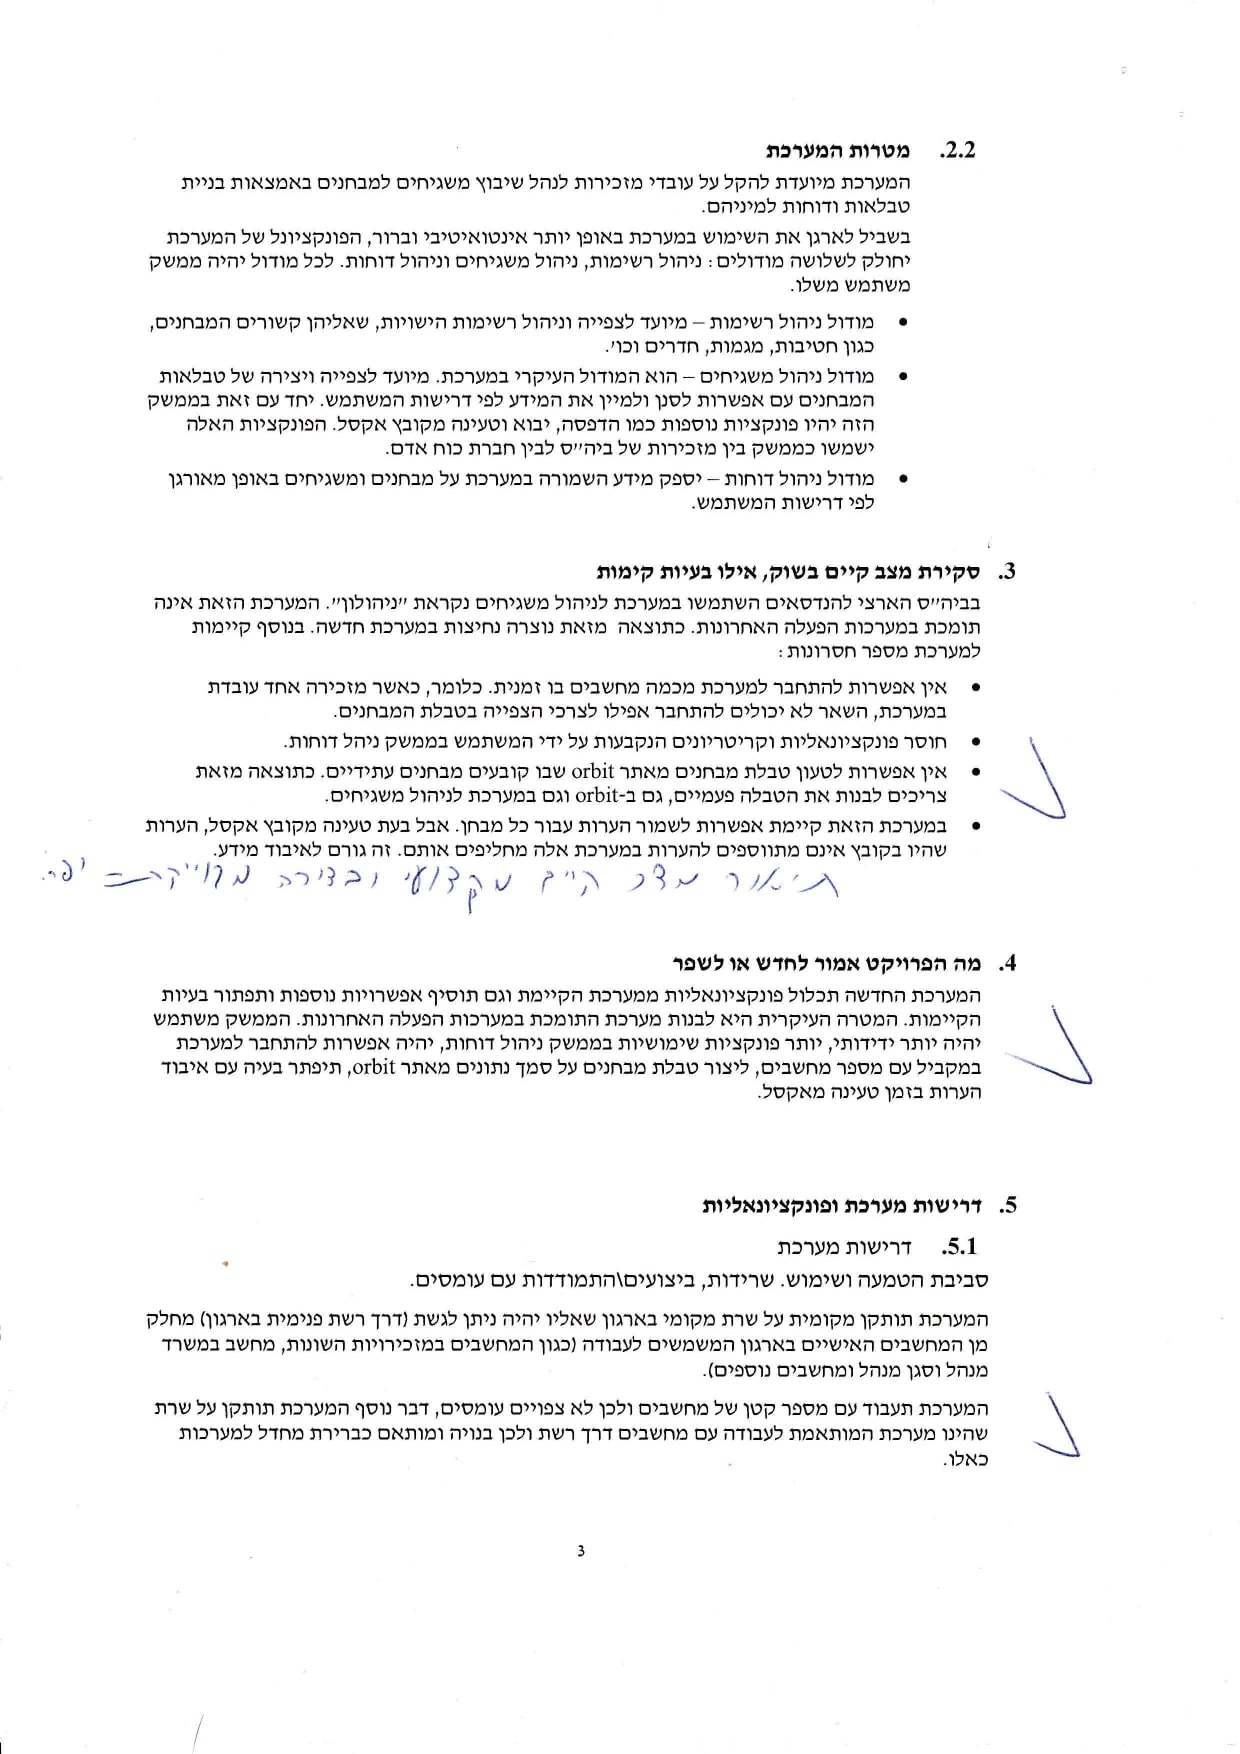 2.2. מטרות המערכת
המערכת מיועדת להקל על עובדי מזכירות לנהל שיבוץ משגיחים למבחנים באמצאות בניית
טבלאות ודוחות למיניהם.
בשביל לארגן את השימוש במערכת באופן יותר אינטואיטיבי וברור, הפונקציונל של המערכת
יחולק לשלושה מודולים: ניהול רשימות, ניהול משגיחים וניהול דוחות. לכל מודול יהיה ממשק
משתמש משלו.
• מודול ניהול רשימות – מיועד לצפייה וניהול רשימות הישויות, שאליהן קשורים המבחנים,
כגון חטיבות, מגמות, חדרים וכו׳.
• מודול ניהול משגיחים – הוא המודול העיקרי במערכת. מיועד לצפייה ויצירה של טבלאות
המבחנים עם אפשרות לסנן ולמיין את המידע לפי דרישות המשתמש. יחד עם זאת בממשק
הזה יהיו פונקציות נוספות כמו הדפסה, יבוא וטעינה מקובץ אקסל. הפונקציות האלה
ישמשו כממשק בין מזכירות של ביה״ס לבין חברת כוח אדם.
• מודול ניהול דוחות – יספק מידע השמורה במערכת על מבחנים ומשגיחים באופן מאורגן
לפי דרישות המשתמש.
3. סקירת מצב קיים בשוק, אילו בעיות קימות
בביה״ס הארצי להנדסאים השתמשו במערכת לניהול משגיחים נקראת ״ניהולון״. המערכת הזאת אינה
תומכת במערכות הפעלה האחרונות. כתוצאה מזאת נוצרה נחיצות במערכת חדשה. בנוסף קיימות
למערכת מספר חסרונות:
• אין אפשרות להתחבר למערכת מכמה מחשבים בו זמנית. כלומר, כאשר מזכירה אחד עובדת
במערכת, השאר לא יכולים להתחבר אפילו לצרכי הצפייה בטבלת המבחנים.
• חוסר פונקציונאליות וקריטריונים הנקבעות על ידי המשתמש בממשק ניהל דוחות.
• אין אפשרות לטעון טבלת מבחנים מאתר orbit שבו קובעים מבחנים עתידיים. כתוצאה מזאת
צריכים לבנות את הטבלה פעמיים, גם ב-orbit וגם במערכת לניהול משגיחים.
• במערכת הזאת קיימת אפשרות לשמור הערות עבור כל מבחן. אבל בעת טעינה מקובץ אקסל, הערות
שהיו בקובץ אינם מתווספים להערות במערכת אלה מחליפים אותם. זה גורם לאיבוד מידע.
תיאור מצב קיים מקצועי ובצורה מדוייקת יפה.
4. מה הפרויקט אמור לחדש או לשפר
המערכת החדשה תכלול פונקציונאליות ממערכת הקיימת וגם תוסיף אפשרויות נוספות ותפתור בעיות
הקיימות. המטרה העיקרית היא לבנות מערכת התומכת במערכות הפעלה האחרונות. הממשק משתמש
יהיה יותר ידידותי, יותר פונקציות שימושיות בממשק ניהול דוחות, יהיה אפשרות להתחבר למערכת
במקביל עם מספר מחשבים, ליצור טבלת מבחנים על סמך נתונים מאתר orbit, תיפתר בעיה עם איבוד
הערות בזמן טעינה מאקסל.
5. דרישות מערכת ופונקציונאליות
5.1. דרישות מערכת
סביבת הטמעה ושימוש. שרידות, ביצועים\התמודדות עם עומסים.
המערכת תותקן מקומית על שרת מקומי בארגון שאליו יהיה ניתן לגשת (דרך רשת פנימית בארגון) מחלק
מן המחשבים האישיים בארגון המשמשים לעבודה (כגון המחשבים במזכירויות השונות, מחשב במשרד
מנהל וסגן מנהל ומחשבים נוספים).
המערכת תעבוד עם מספר קטן של מחשבים ולכן לא צפויים עומסים, דבר נוסף המערכת תותקן על שרת
שהינו מערכת המותאמת לעבודה עם מחשבים דרך רשת ולכן בנויה ומותאם כברירת מחדל למערכות
כאלו.
3